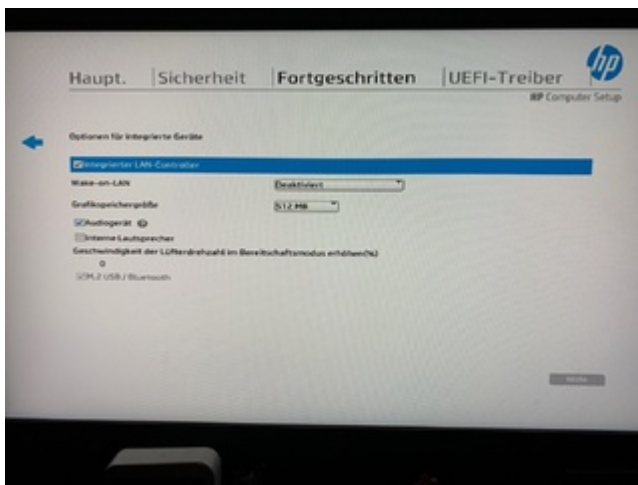 Haupt. Sicherheit Fortgeschritten UEFI-Treiber
hp
HP Computer Setup
Optionen für integrierte Geräte
Integrierter LAN-Controller
Wake-on-LAN Deaktiviert
Grafikspeichergröße 512 MB
Audiogerät
Interne Lautsprecher
Geschwindigkeit der Lüfterdrehzahl im Bereitschaftsmodus erhöhen(%)
0
M.2 USB / Bluetooth